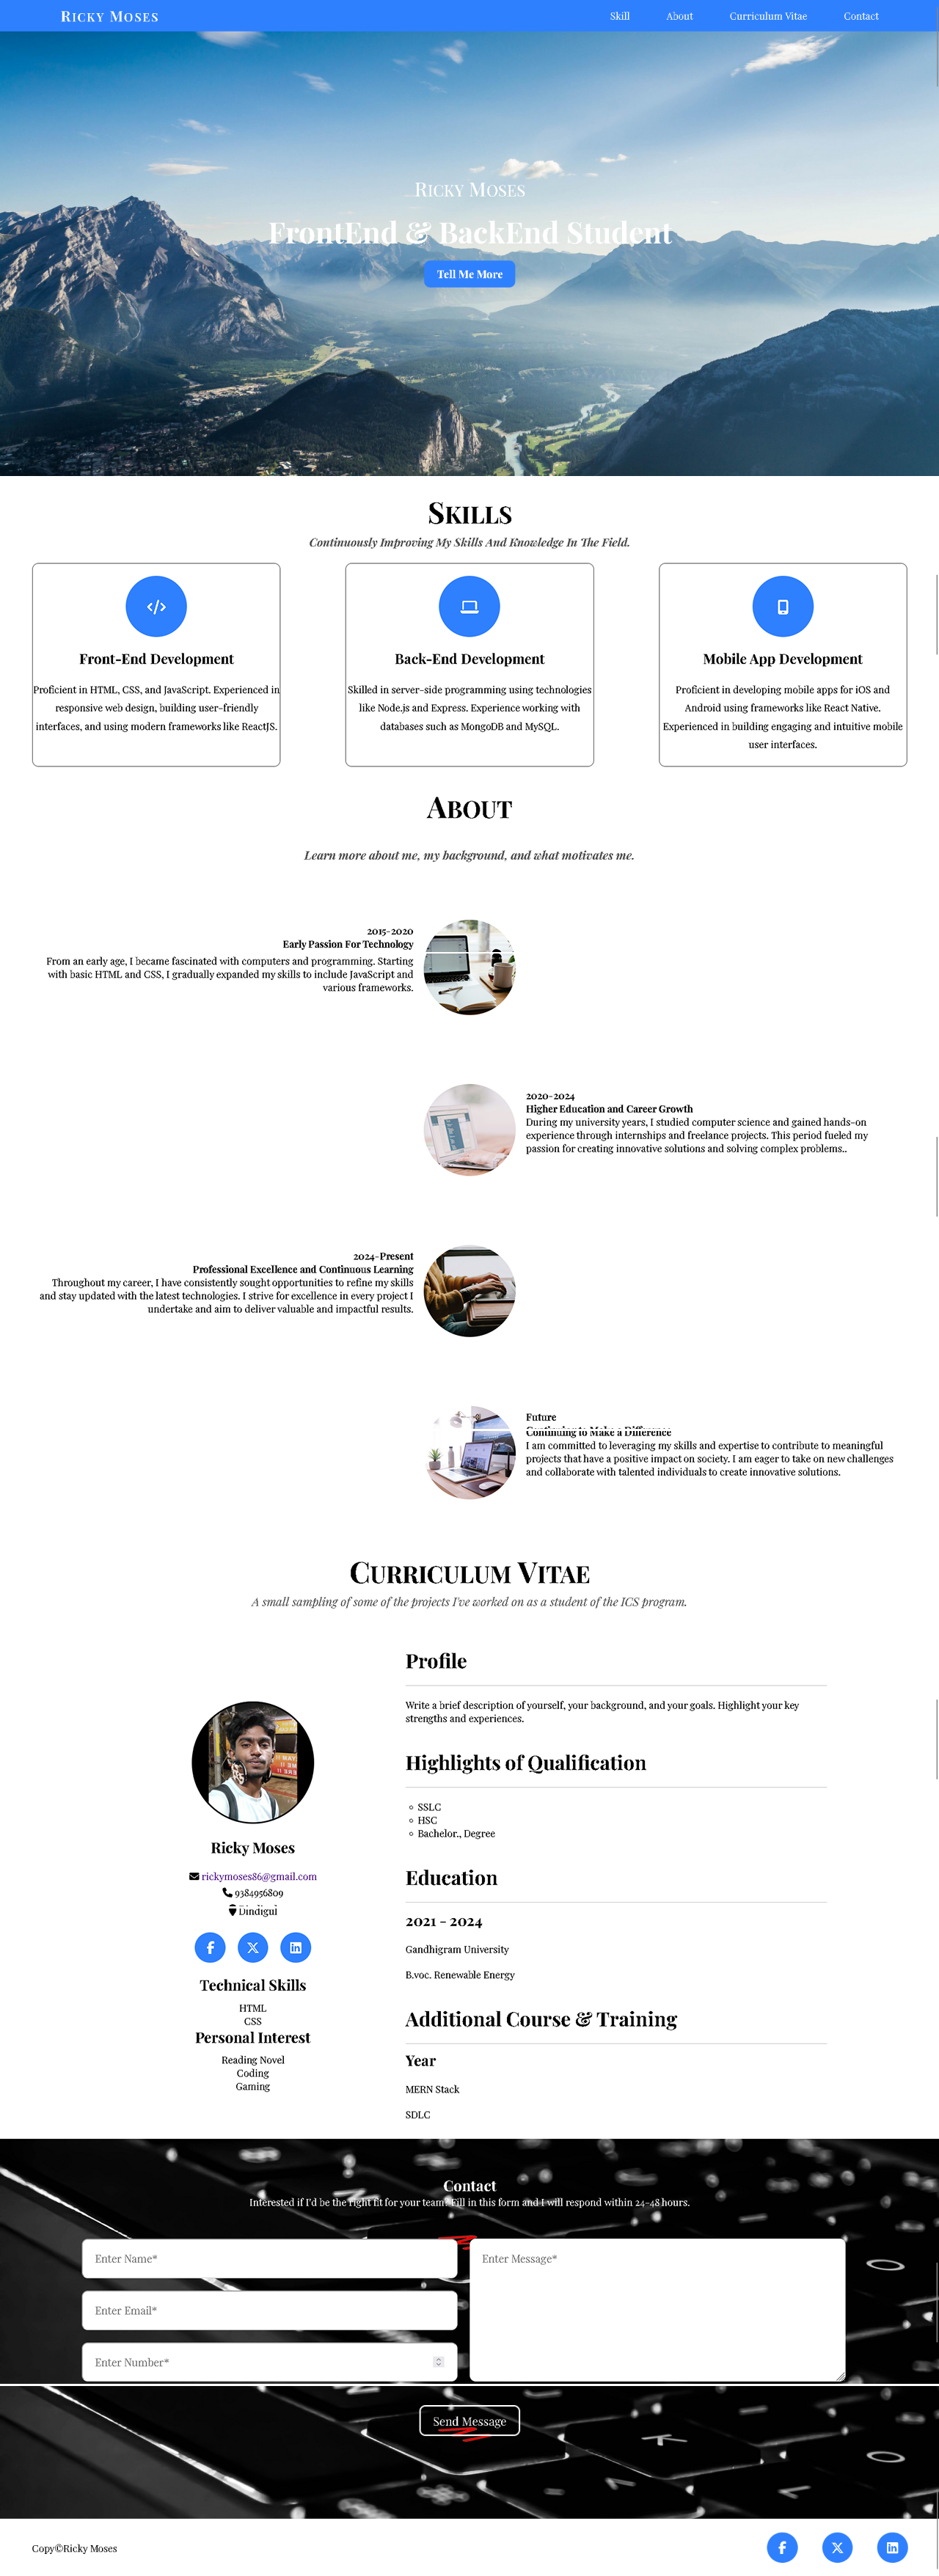 Ricky Moses
Skill About Curriculum Vitae Contact
Ricky Moses
FrontEnd & BackEnd Student
Tell Me More
Skills
Continuously Improving My Skills And Knowledge In The Field.
Front-End Development
Proficient in HTML, CSS, and JavaScript. Experienced in
responsive web design, building user-friendly
interfaces, and using modern frameworks like ReactJS.
Back-End Development
Skilled in server-side programming using technologies
like Node.js and Express. Experience working with
databases such as MongoDB and MySQL.
Mobile App Development
Proficient in developing mobile apps for iOS and
Android using frameworks like React Native.
Experienced in building engaging and intuitive mobile
user interfaces.
About
Learn more about me, my background, and what motivates me.
2015-2020
Early Passion For Technology
From an early age, I became fascinated with computers and programming. Starting
with basic HTML and CSS, I gradually expanded my skills to include JavaScript and
various frameworks.
2020-2024
Higher Education and Career Growth
During my university years, I studied computer science and gained hands-on
experience through internships and freelance projects. This period fueled my
passion for creating innovative solutions and solving complex problems..
2024-Present
Professional Excellence and Continuous Learning
Throughout my career, I have consistently sought opportunities to refine my skills
and stay updated with the latest technologies. I strive for excellence in every project I
undertake and aim to deliver valuable and impactful results.
Future
Continuing to Make a Difference
I am committed to leveraging my skills and expertise to contribute to meaningful
projects that have a positive impact on society. I am eager to take on new challenges
and collaborate with talented individuals to create innovative solutions.
Curriculum Vitae
A small sampling of some of the projects I've worked on as a student of the ICS program.
Ricky Moses
rickymoses86@gmail.com
9384956809
Dindigul
Technical Skills
HTML
CSS
Personal Interest
Reading Novel
Coding
Gaming
Profile
Write a brief description of yourself, your background, and your goals. Highlight your key
strengths and experiences.
Highlights of Qualification
SSLC
HSC
Bachelor., Degree
Education
2021 - 2024
Gandhigram University
B.voc. Renewable Energy
Additional Course & Training
Year
MERN Stack
SDLC
Contact
Interested if I'd be the right fit for your team? Fill in this form and I will respond within 24-48 hours.
Enter Name*
Enter Email*
Enter Number*
Enter Message*
Send Message
Copy©Ricky Moses